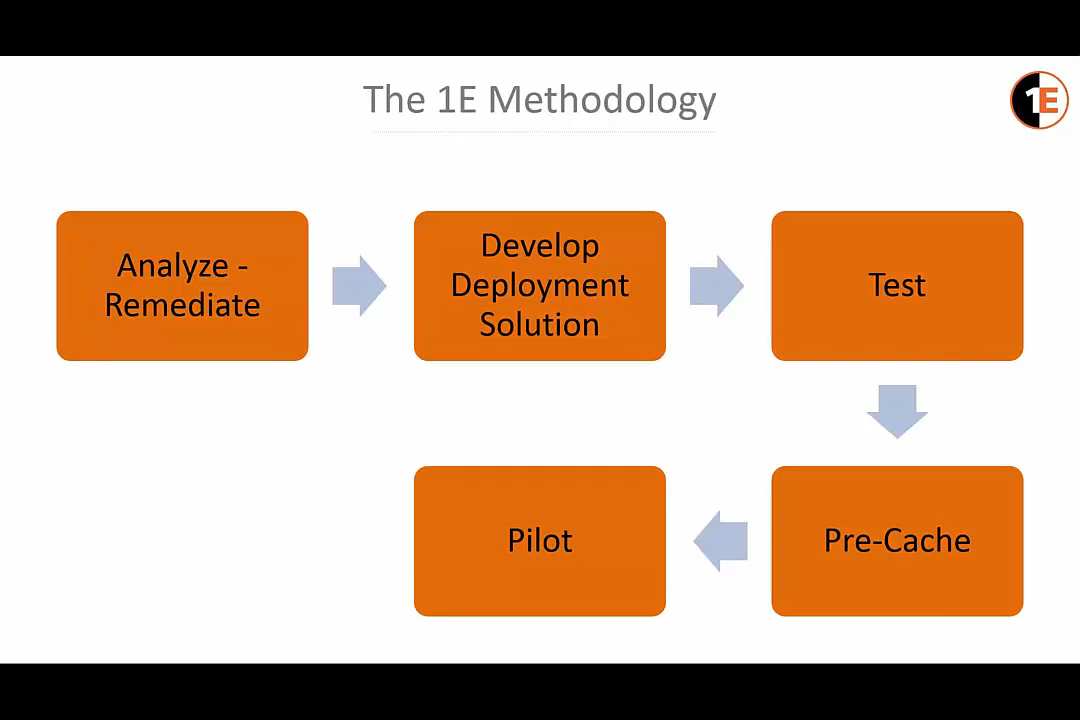 The 1E Methodology
1E
Analyze -
Remediate
Develop
Deployment
Solution
Test
Pre-Cache
Pilot